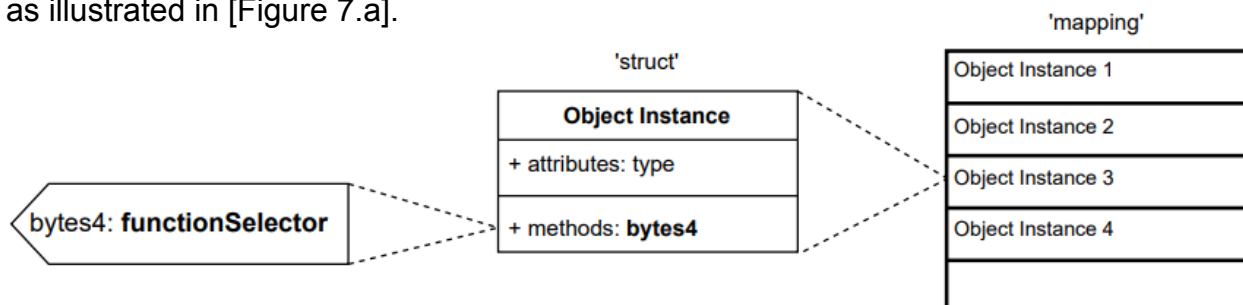 as illustrated in [Figure 7.a].
'mapping'
'struct'
Object Instance 1
Object Instance
Object Instance 2
+ attributes: type
Object Instance 3
bytes4: functionSelector
+ methods: bytes4
Object Instance 4